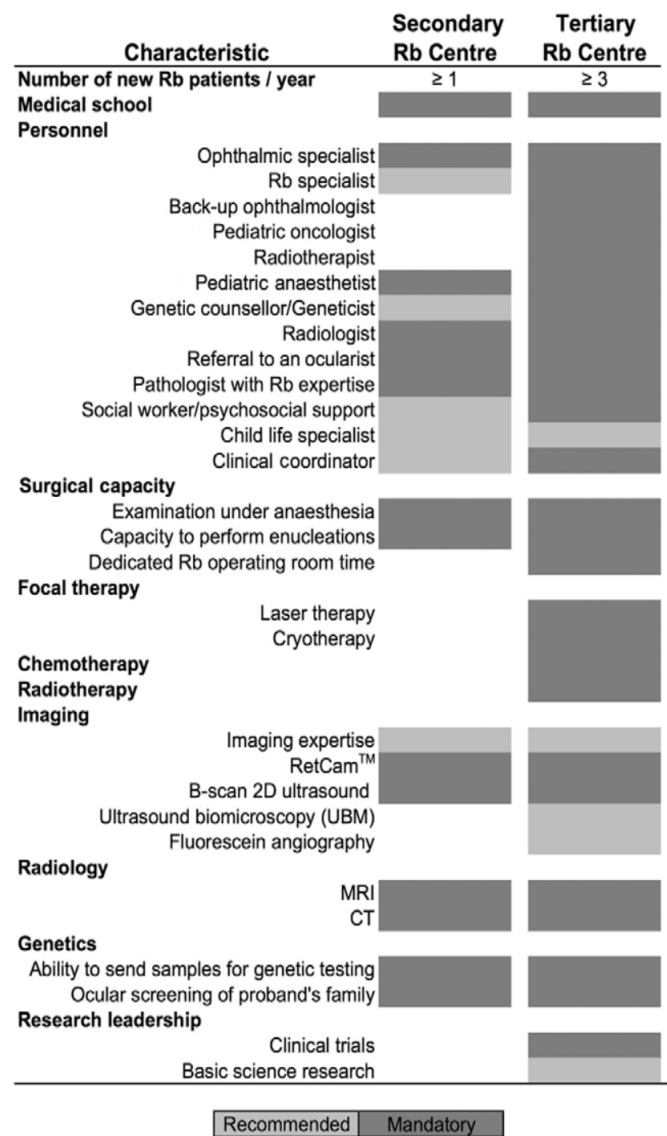 Characteristic Secondary Rb Centre Tertiary Rb Centre
Number of new Rb patients / year ≥ 1 ≥ 3
Medical school
Personnel
Ophthalmic specialist
Rb specialist
Back-up ophthalmologist
Pediatric oncologist
Radiotherapist
Pediatric anaesthetist
Genetic counsellor/Geneticist
Radiologist
Referral to an ocularist
Pathologist with Rb expertise
Social worker/psychosocial support
Child life specialist
Clinical coordinator
Surgical capacity
Examination under anaesthesia
Capacity to perform enucleations
Dedicated Rb operating room time
Focal therapy
Laser therapy
Cryotherapy
Chemotherapy
Radiotherapy
Imaging
Imaging expertise
RetCam™
B-scan 2D ultrasound
Ultrasound biomicroscopy (UBM)
Fluorescein angiography
Radiology
MRI
CT
Genetics
Ability to send samples for genetic testing
Ocular screening of proband's family
Research leadership
Clinical trials
Basic science research
Recommended Mandatory